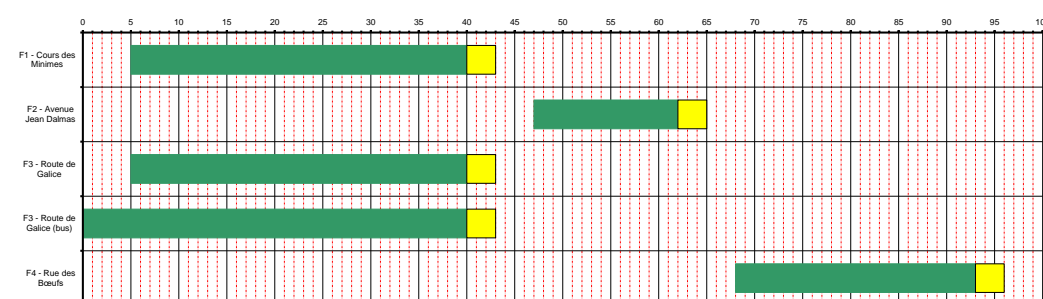 0 5 10 15 20 25 30 35 40 45 50 55 60 65 70 75 80 85 90 95 10
F1 - Cours des
Minimes
F2 - Avenue
Jean Dalmas
F3 - Route de
Galice
F3 - Route de
Galice (bus)
F4 - Rue des
Bœufs